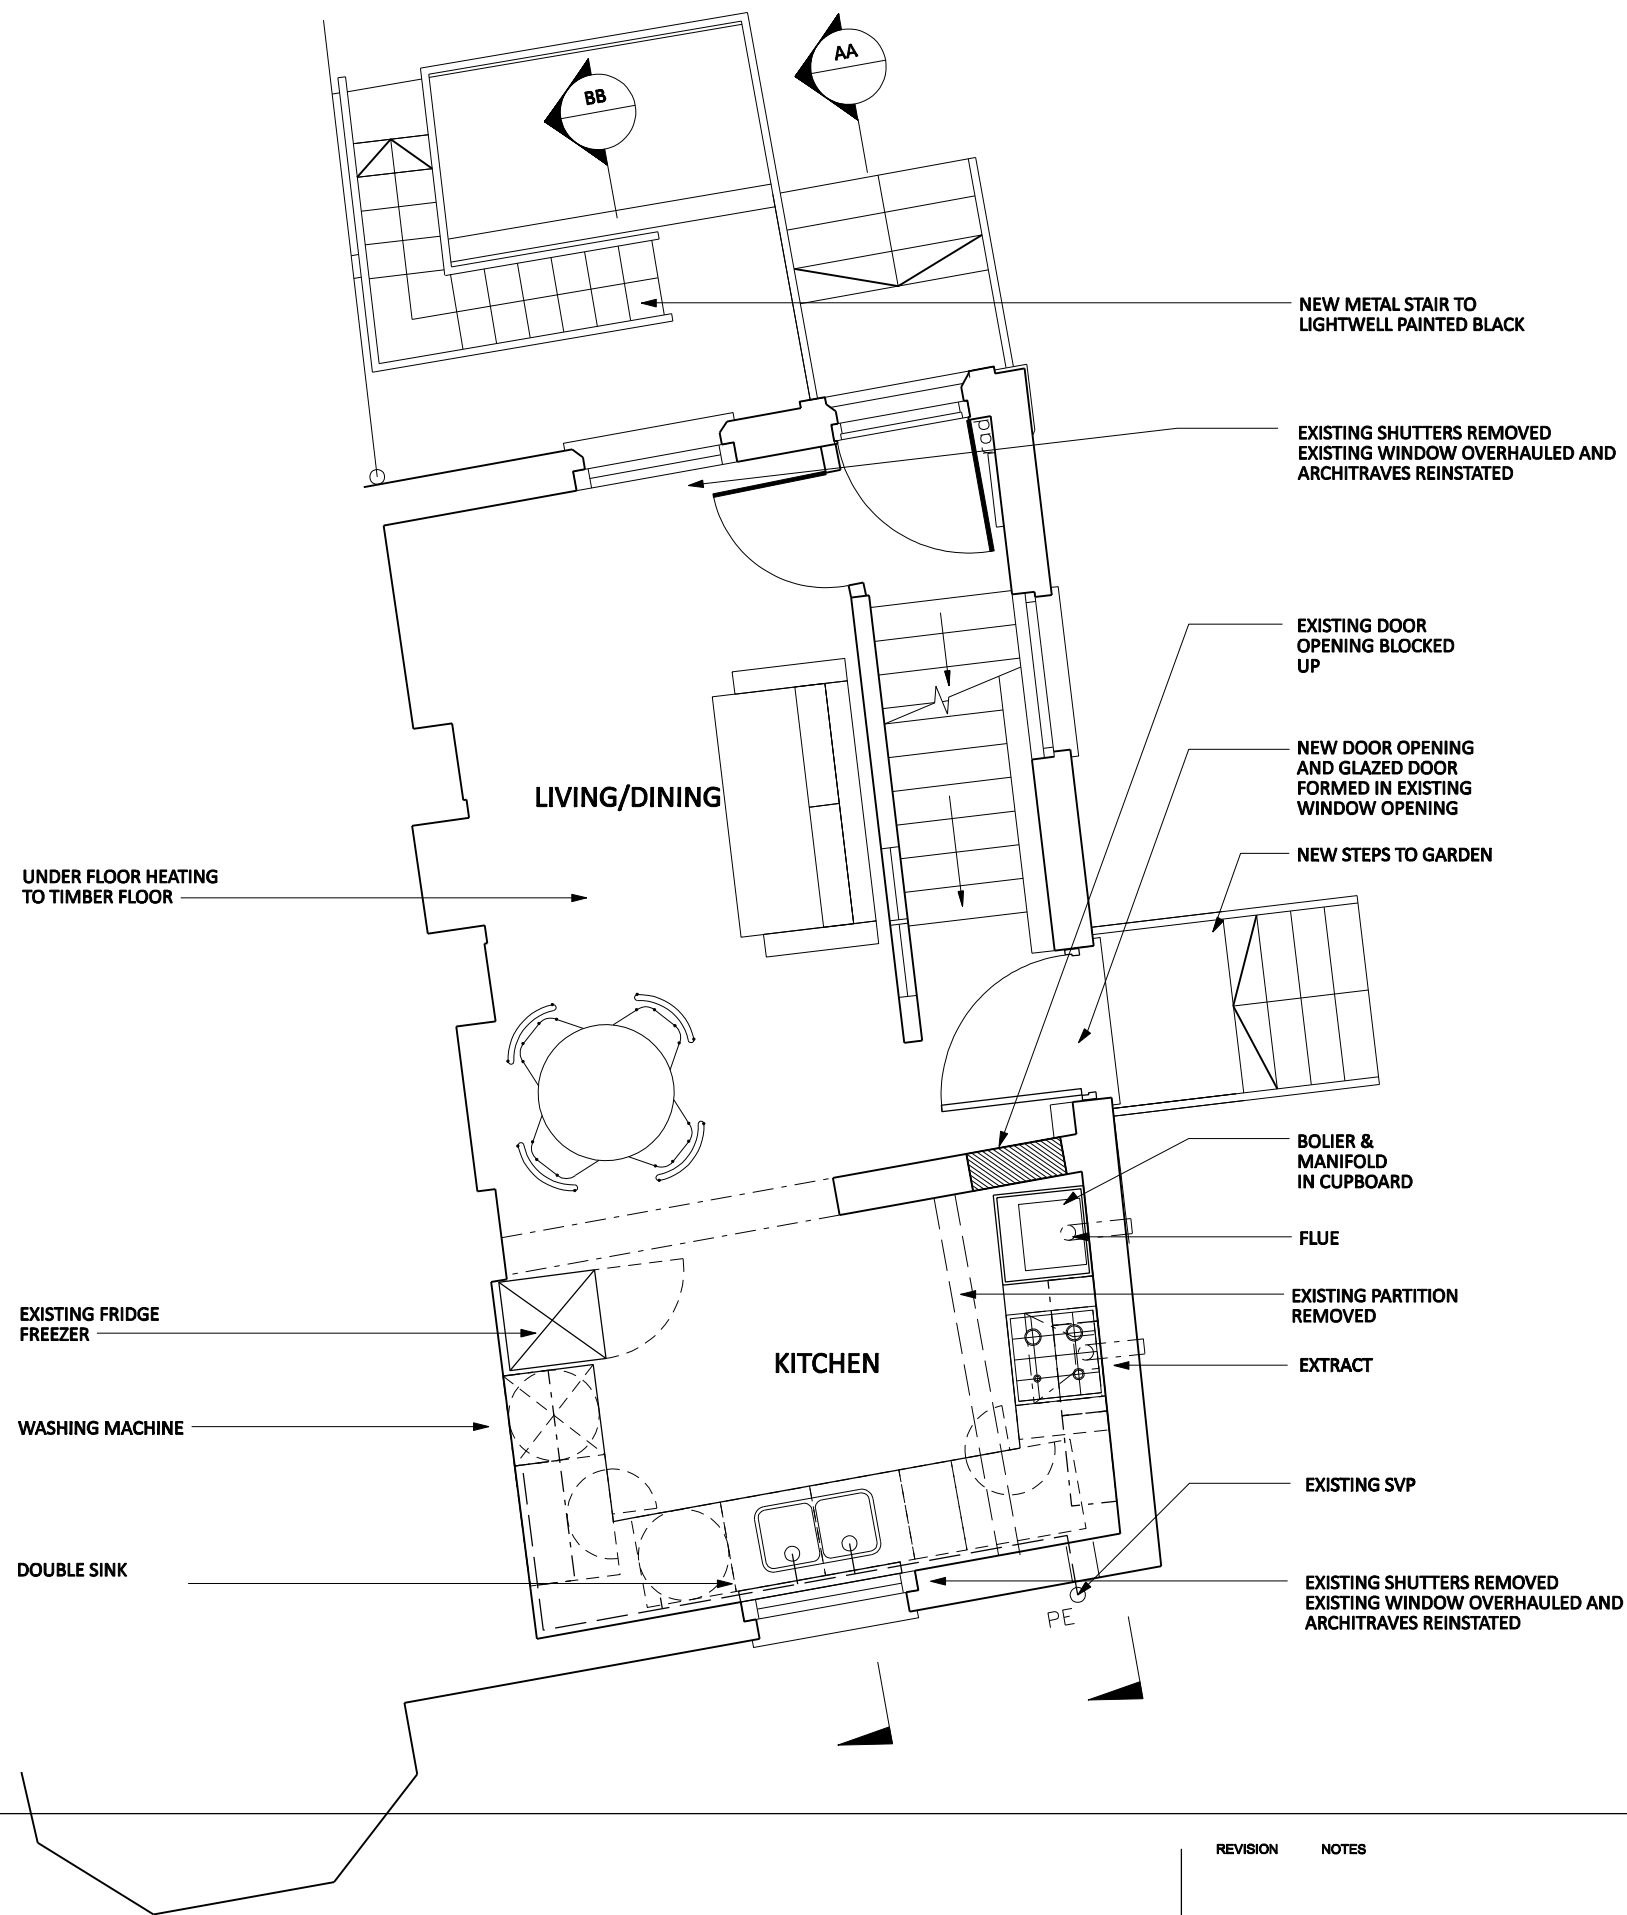 AA
BB
NEW METAL STAIR TO
LIGHTWELL PAINTED BLACK
EXISTING SHUTTERS REMOVED
EXISTING WINDOW OVERHAULED AND
ARCHITRAVES REINSTATED
EXISTING DOOR
OPENING BLOCKED
UP
NEW DOOR OPENING
AND GLAZED DOOR
FORMED IN EXISTING
WINDOW OPENING
LIVING/DINING
NEW STEPS TO GARDEN
UNDER FLOOR HEATING
TO TIMBER FLOOR
BOLIER &
MANIFOLD
IN CUPBOARD
FLUE
EXISTING PARTITION
REMOVED
EXISTING FRIDGE
FREEZER
KITCHEN
EXTRACT
WASHING MACHINE
EXISTING SVP
DOUBLE SINK
EXISTING SHUTTERS REMOVED
EXISTING WINDOW OVERHAULED AND
ARCHITRAVES REINSTATED
PE
REVISION NOTES